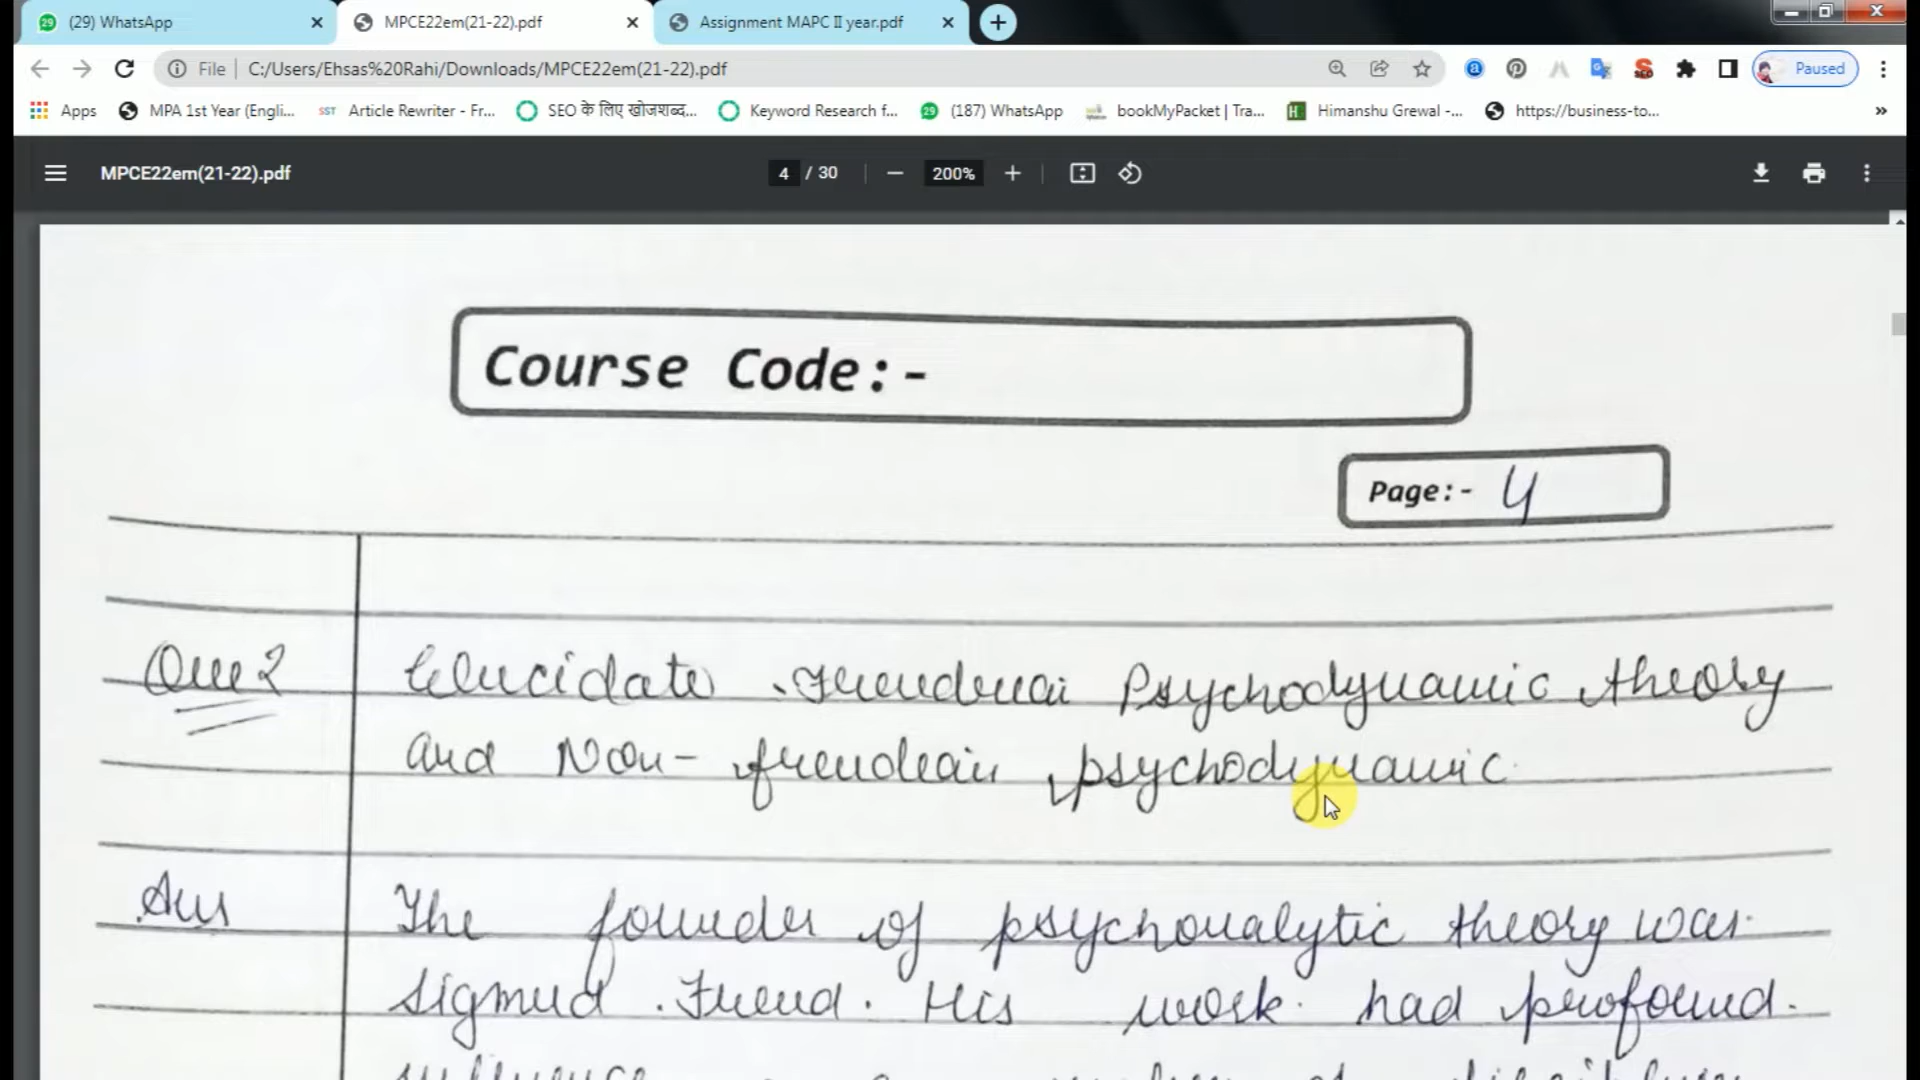 (29) WhatsApp
MPCE22em(21-22).pdf
Assignment MAPC II year.pdf
File
C:/Users/Ehsas%20Rahi/Downloads/MPCE22em(21-22).pdf
Paused
Apps
MPA 1st Year (Engli...
SST Article Rewriter - Fr...
SEO के लिए खोजशब्द...
Keyword Research f...
(187) WhatsApp
bookMyPacket | Tra...
Himanshu Grewal -...
https://business-to...
MPCE22em(21-22).pdf
4 / 30
200%
Course Code:-
Page:- 4
Que 2 Elucidate Freudian Psychodynamic theory
and Non- freudian psychodynamic
Ans The founder of psychonalytic theory was
sigmud Freud. His work had profound